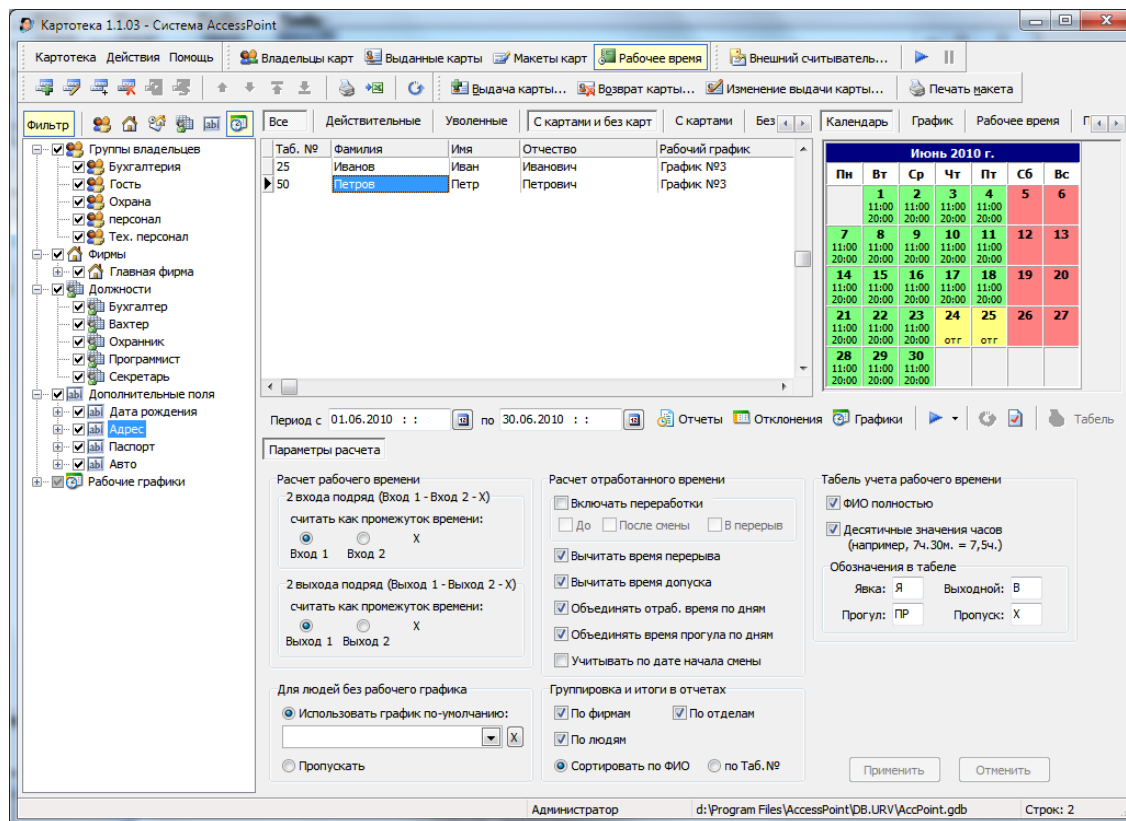 Картотека 1.1.03 - Система AccessPoint
Картотека Действия Помощь Владельцы карт Выданные карты Макеты карт Рабочее время Внешний считыватель...
Выдача карты... Возврат карты... Изменение выдачи карты... Печать макета
Фильтр Все Действительные Уволенные С картами и без карт С картами Без Календарь График Рабочее время
Группы владельцев
Бухгалтерия
Гость
Охрана
персонал
Тех. персонал
Фирмы
Главная фирма
Должности
Бухгалтер
Вахтер
Охранник
Программист
Секретарь
Дополнительные поля
Дата рождения
Адрес
Паспорт
Авто
Рабочие графики
Таб. № Фамилия Имя Отчество Рабочий график
25 Иванов Иван Иванович График №3
50 Петров Петр Петрович График №3
Июнь 2010 г.
Пн Вт Ср Чт Пт Сб Вс
1 2 3 4 5 6
11:00 11:00 11:00 11:00
20:00 20:00 20:00 20:00
7 8 9 10 11 12 13
11:00 11:00 11:00 11:00 11:00
20:00 20:00 20:00 20:00 20:00
14 15 16 17 18 19 20
11:00 11:00 11:00 11:00 11:00
20:00 20:00 20:00 20:00 20:00
21 22 23 24 25 26 27
11:00 11:00 11:00
20:00 20:00 20:00 отг отг
28 29 30
11:00 11:00 11:00
20:00 20:00 20:00
Период с 01.06.2010 : : по 30.06.2010 : : Отчеты Отклонения Графики Табель
Параметры расчета
Расчет рабочего времени
2 входа подряд (Вход 1 - Вход 2 - X)
считать как промежуток времени:
X
Вход 1 Вход 2
2 выхода подряд (Выход 1 - Выход 2 - X)
считать как промежуток времени:
X
Выход 1 Выход 2
Для людей без рабочего графика
Использовать график по-умолчанию:
X
Пропускать
Расчет отработанного времени
Включать переработки
До После смены В перерыв
Вычитать время перерыва
Вычитать время допуска
Объединять отраб. время по дням
Объединять время прогула по дням
Учитывать по дате начала смены
Группировка и итоги в отчетах
По фирмам По отделам
По людям
Сортировать по ФИО по Таб.№
Табель учета рабочего времени
ФИО полностью
Десятичные значения часов
(например, 7ч.30м. = 7,5ч.)
Обозначения в табеле
Явка: Я Выходной: В
Прогул: ПР Пропуск: X
Применить Отменить
Администратор d:\Program Files\AccessPoint\DB.URV\AccPoint.gdb Строк: 2